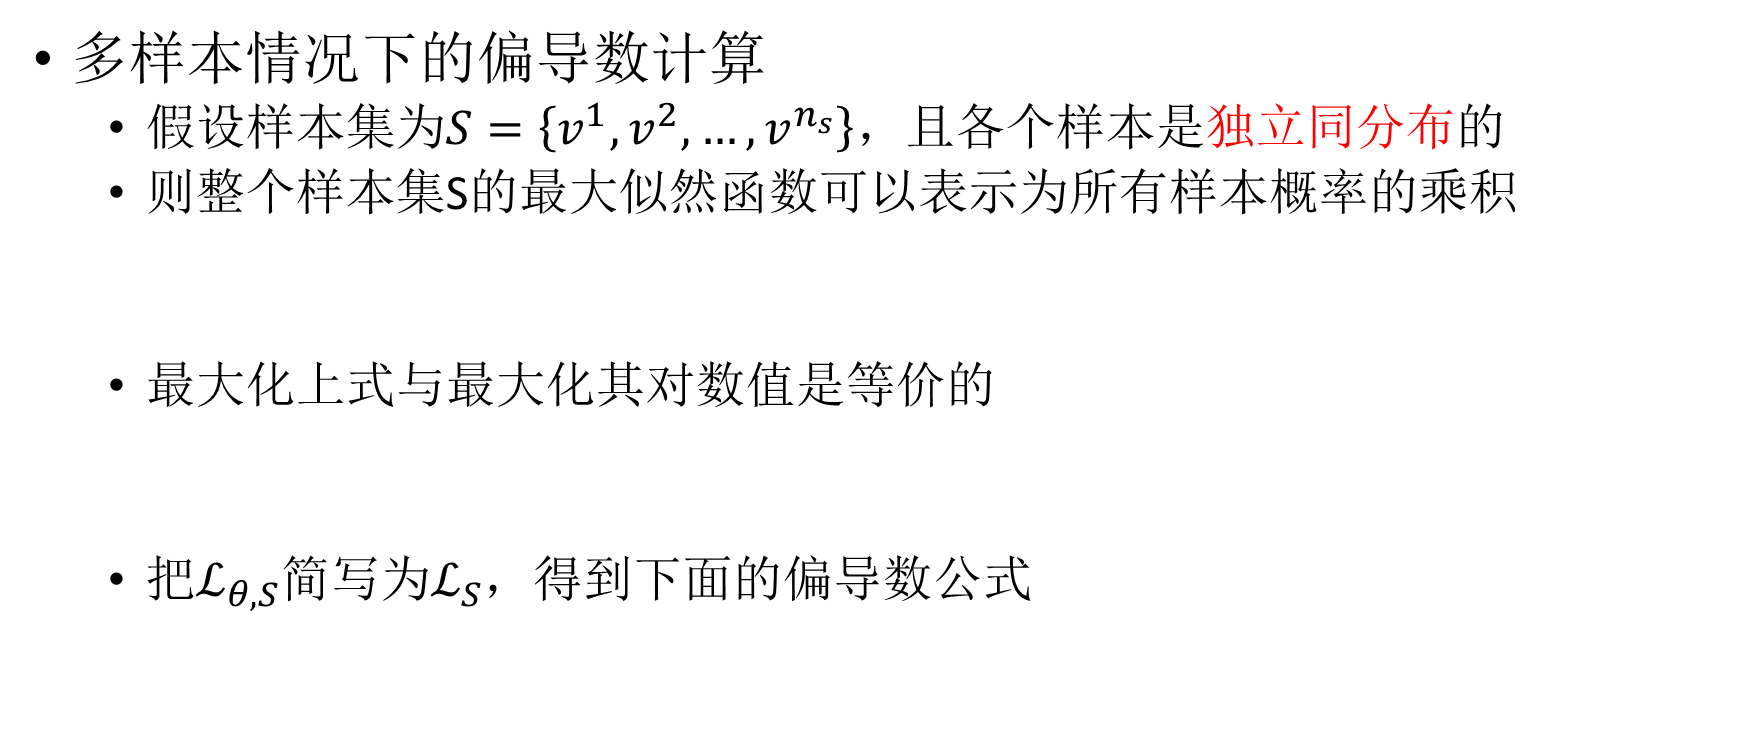 • 多样本情况下的偏导数计算
• 假设样本集为𝑆 = {𝑣¹, 𝑣², …, 𝑣ⁿˢ}，且各个样本是独立同分布的
• 则整个样本集S的最大似然函数可以表示为所有样本概率的乘积
• 最大化上式与最大化其对数值是等价的
• 把ℒ_{θ,S}简写为ℒ_S，得到下面的偏导数公式